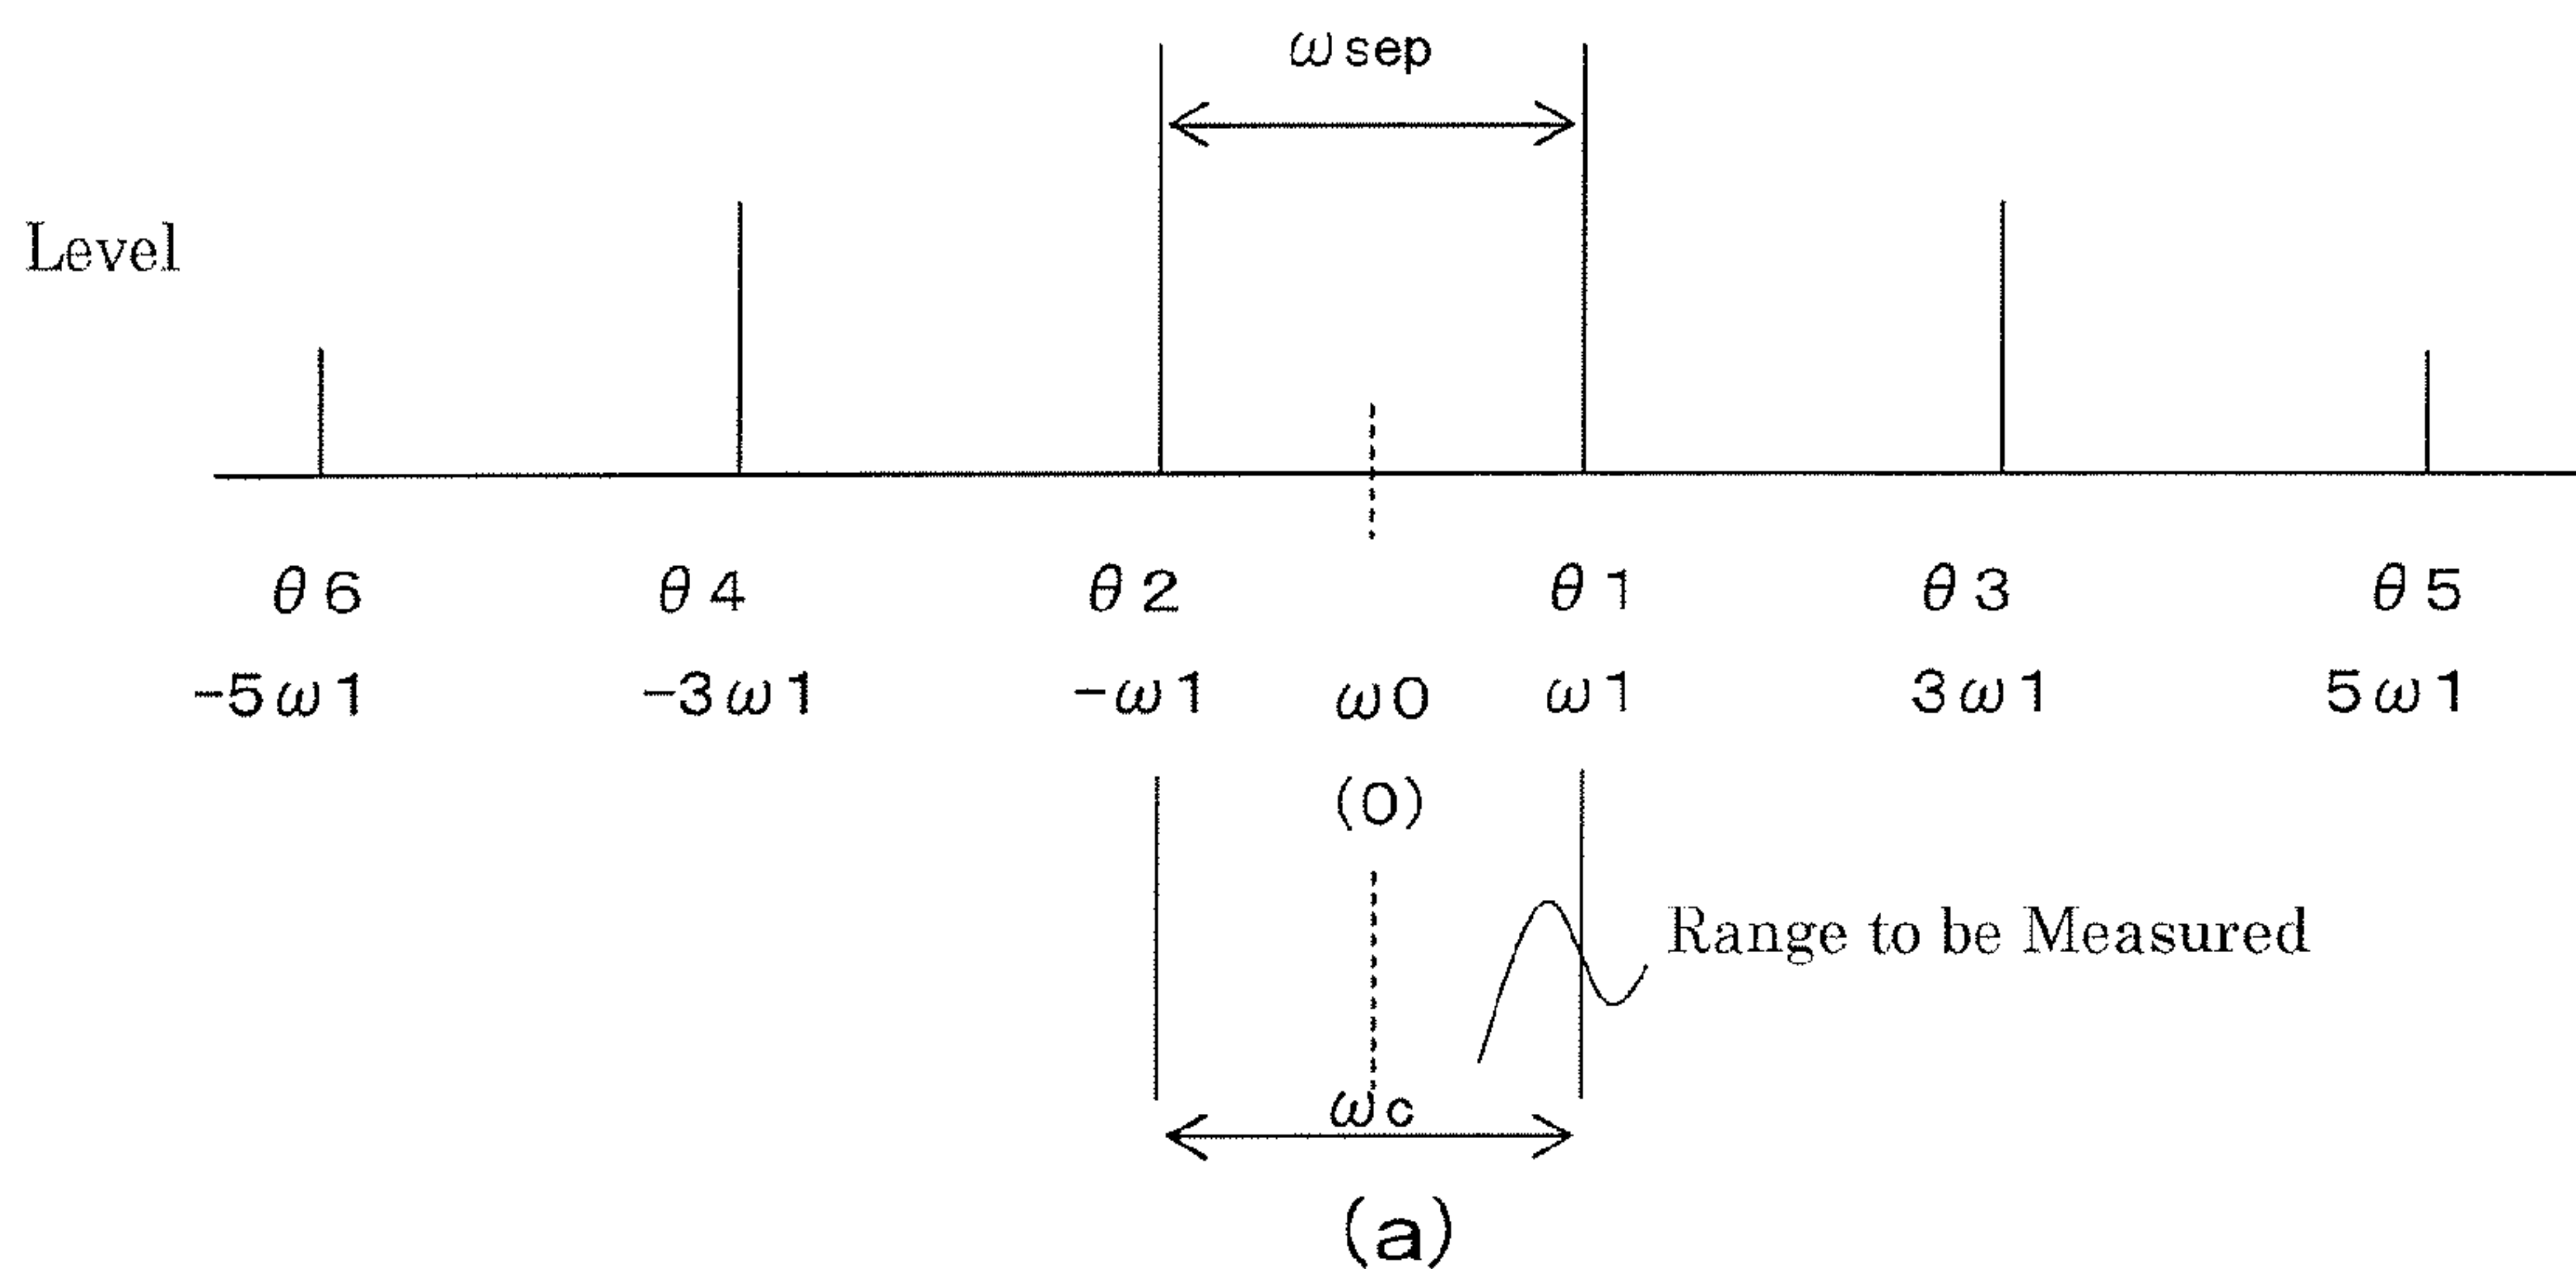 ωsep
Level
θ6 θ4 θ2 θ1 θ3 θ5
-5ω1 -3ω1 -ω1 ω0 ω1 3ω1 5ω1
(0)
Range to be Measured
ωc
(a)